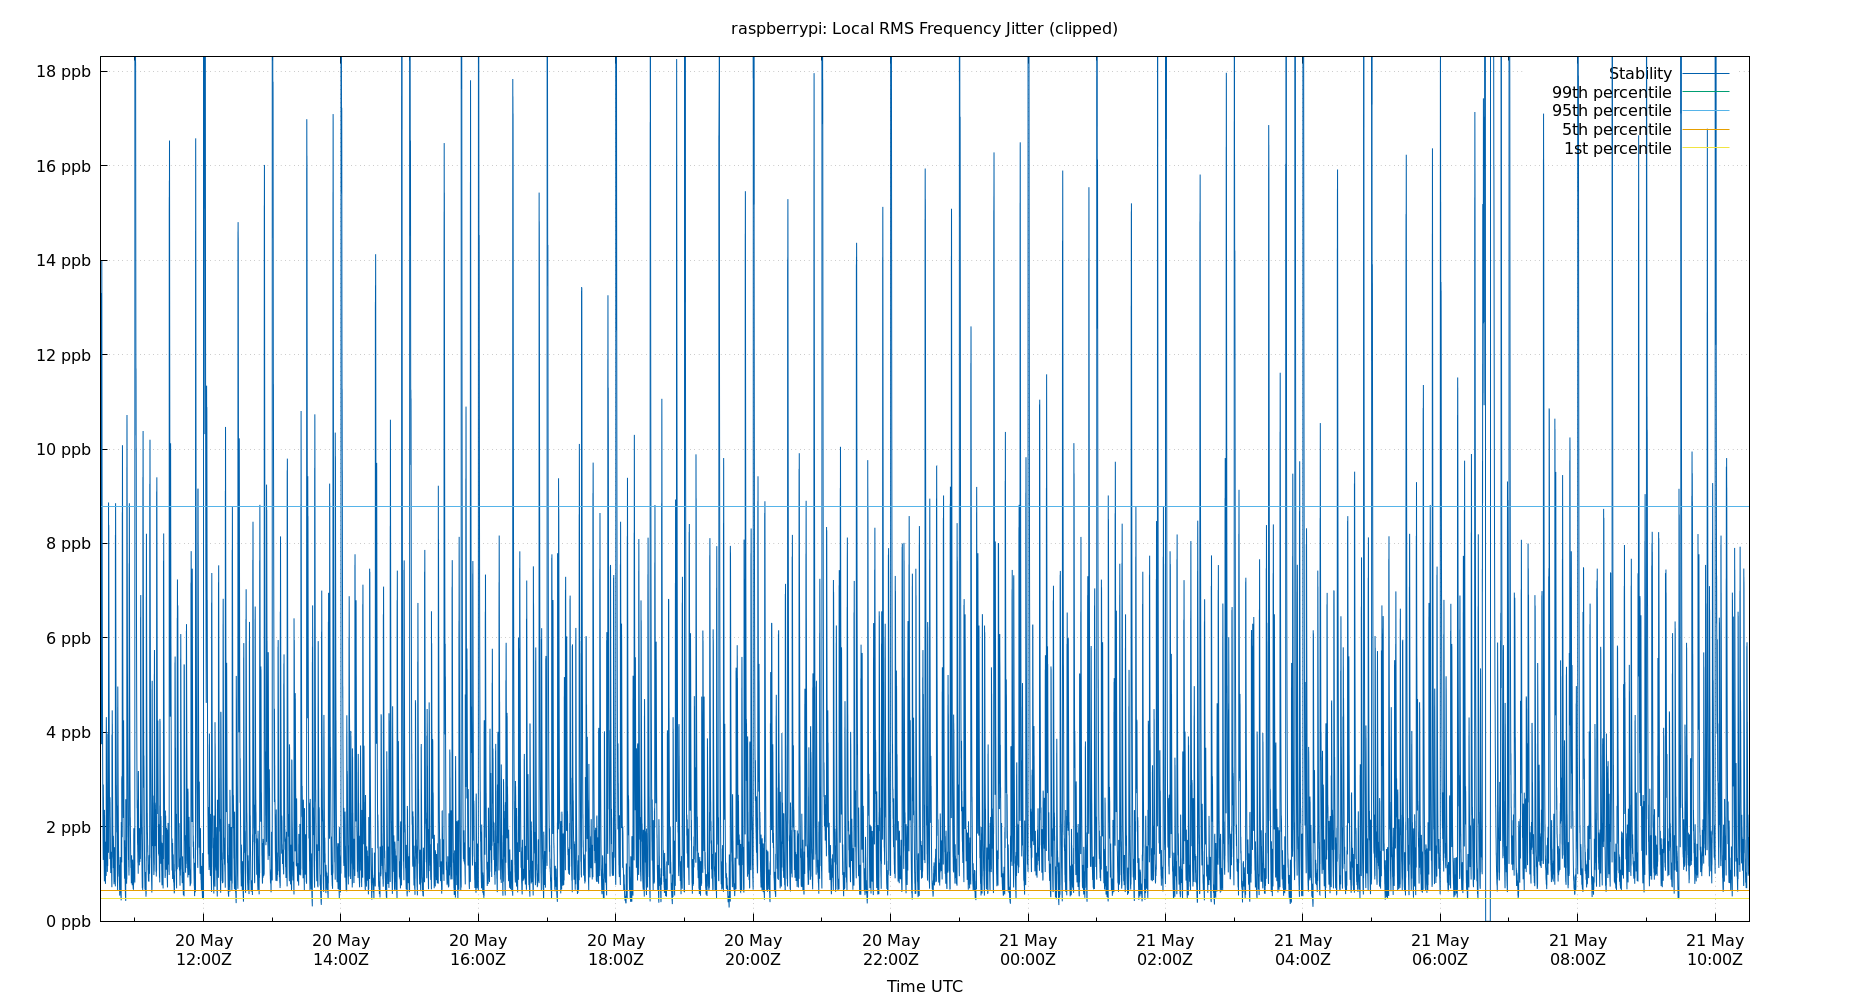 raspberrypi: Local RMS Frequency Jitter (clipped)
18 ppb
16 ppb
14 ppb
12 ppb
10 ppb
8 ppb
6 ppb
4 ppb
2 ppb
0 ppb
Stability
99th percentile
95th percentile
5th percentile
1st percentile
20 May 20 May 20 May 20 May 20 May 20 May 21 May 21 May 21 May 21 May 21 May 21 May
12:00Z 14:00Z 16:00Z 18:00Z 20:00Z 22:00Z 00:00Z 02:00Z 04:00Z 06:00Z 08:00Z 10:00Z
Time UTC